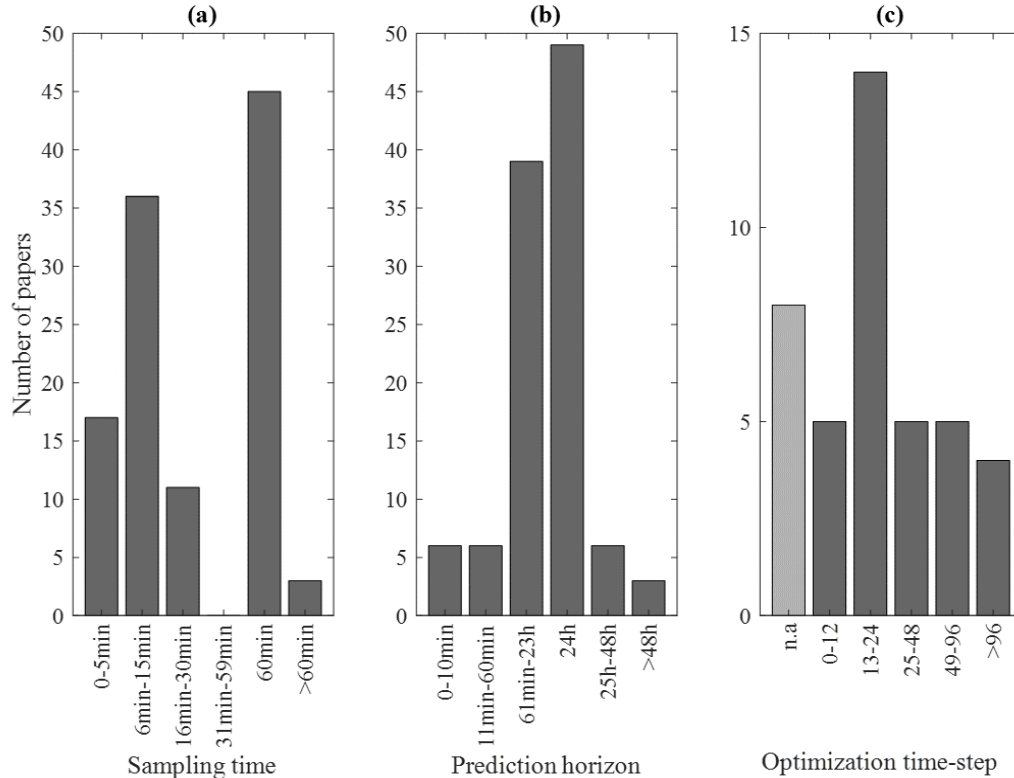 (a)
(b)
(c)
Number of papers
50
45
40
35
30
25
20
15
10
5
0
0-5min
6min-15min
16min-30min
31min-59min
60min
>60min
Sampling time
50
45
40
35
30
25
20
15
10
5
0
0-10min
11min-60min
61min-23h
24h
25h-48h
>48h
Prediction horizon
15
10
5
0
n.a
0-12
13-24
25-48
49-96
>96
Optimization time-step